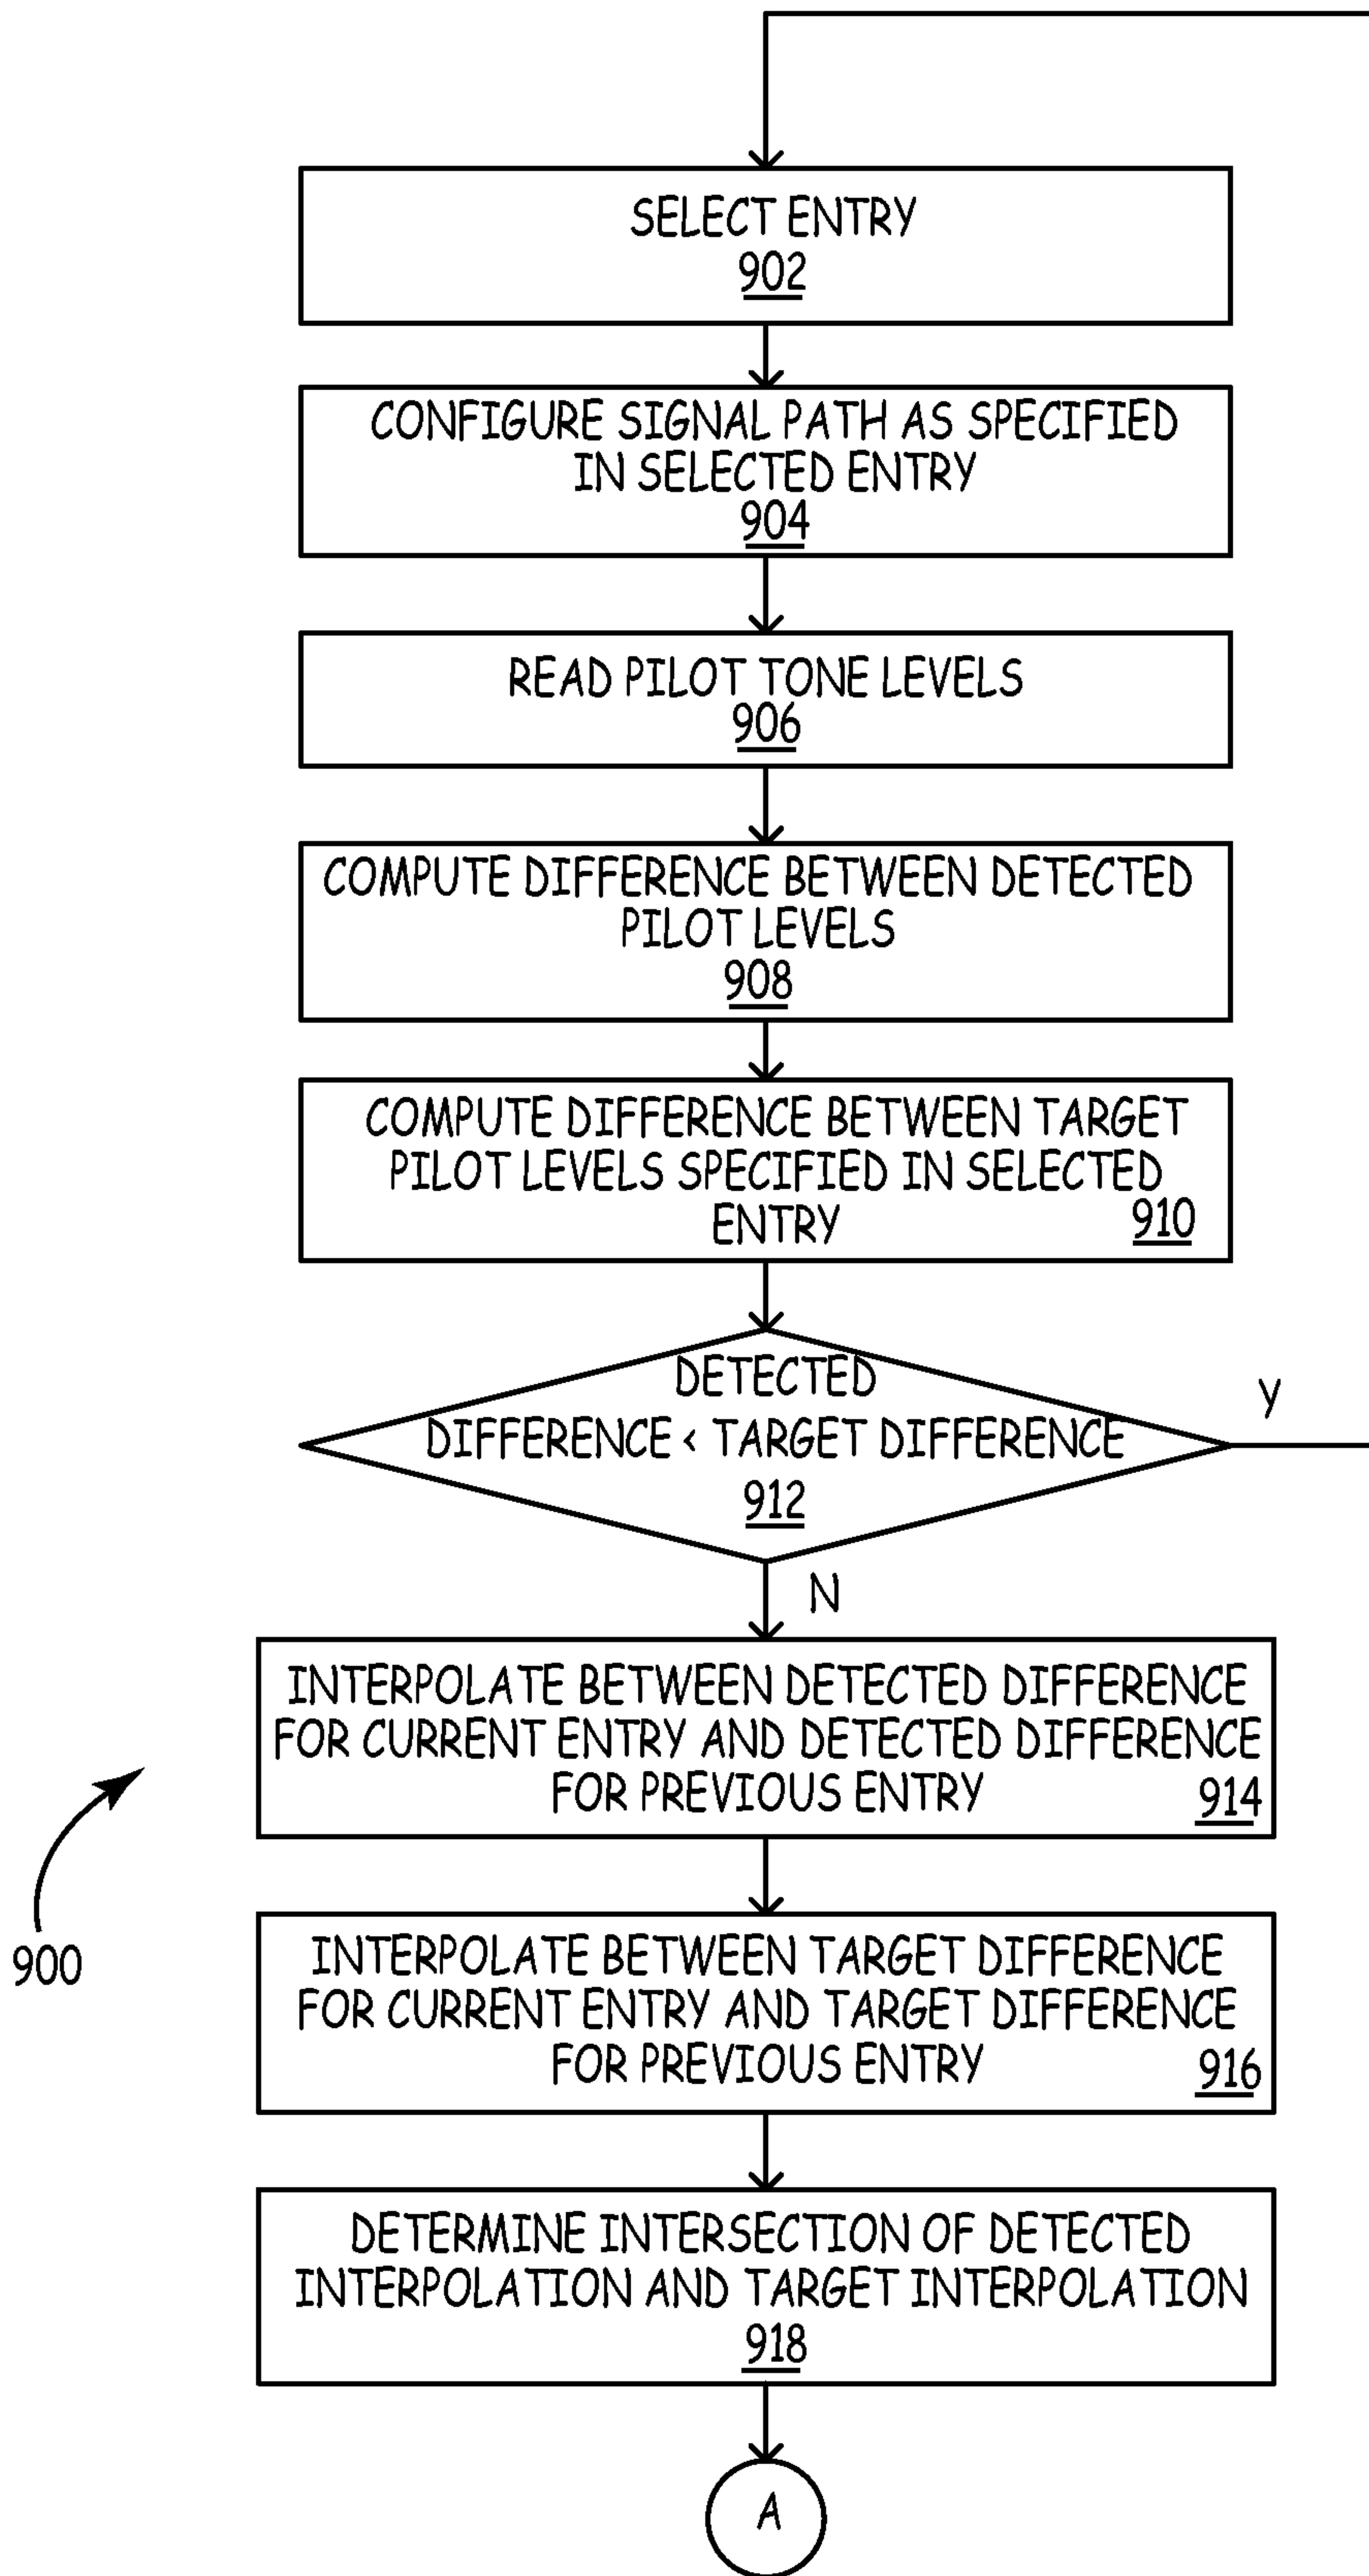 SELECT ENTRY
902
CONFIGURE SIGNAL PATH AS SPECIFIED
IN SELECTED ENTRY
904
READ PILOT TONE LEVELS
906
COMPUTE DIFFERENCE BETWEEN DETECTED
PILOT LEVELS
908
COMPUTE DIFFERENCE BETWEEN TARGET
PILOT LEVELS SPECIFIED IN SELECTED
ENTRY 910
DETECTED
DIFFERENCE < TARGET DIFFERENCE
912
Y
N
INTERPOLATE BETWEEN DETECTED DIFFERENCE
FOR CURRENT ENTRY AND DETECTED DIFFERENCE
FOR PREVIOUS ENTRY 914
900
INTERPOLATE BETWEEN TARGET DIFFERENCE
FOR CURRENT ENTRY AND TARGET DIFFERENCE
FOR PREVIOUS ENTRY 916
DETERMINE INTERSECTION OF DETECTED
INTERPOLATION AND TARGET INTERPOLATION
918
A